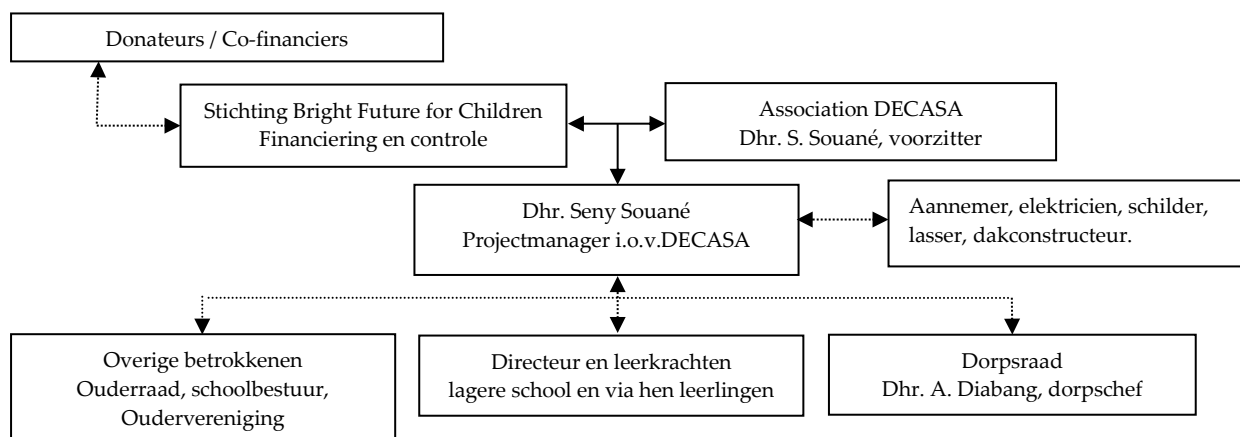 Donateurs / Co-financiers
Stichting Bright Future for Children
Financiering en controle
Association DECASA
Dhr. S. Souané, voorzitter
Dhr. Seny Souané
Projectmanager i.o.v.DECASA
Aannemer, elektricien, schilder,
lasser, dakconstructeur.
Overige betrokkenen
Ouderraad, schoolbestuur,
Oudervereniging
Directeur en leerkrachten
lagere school en via hen leerlingen
Dorpsraad
Dhr. A. Diabang, dorpschef